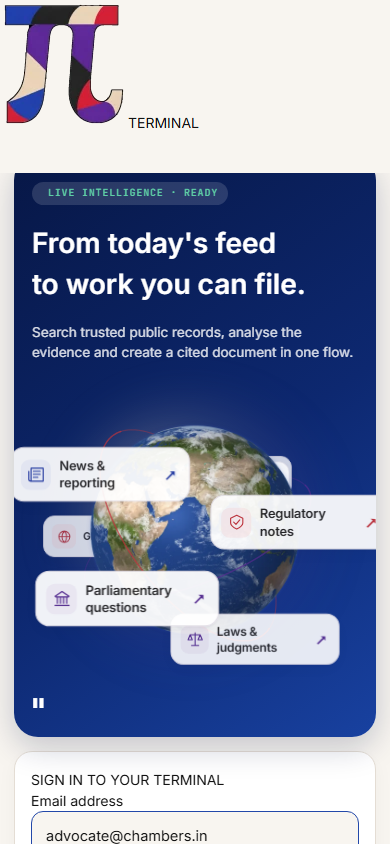 π
TERMINAL
LIVE INTELLIGENCE · READY
From today's feed
to work you can file.
Search trusted public records, analyse the
evidence and create a cited document in one flow.
News &
reporting
Regulatory
notes
G
Parliamentary
questions
Laws &
judgments
SIGN IN TO YOUR TERMINAL
Email address
advocate@chambers.in